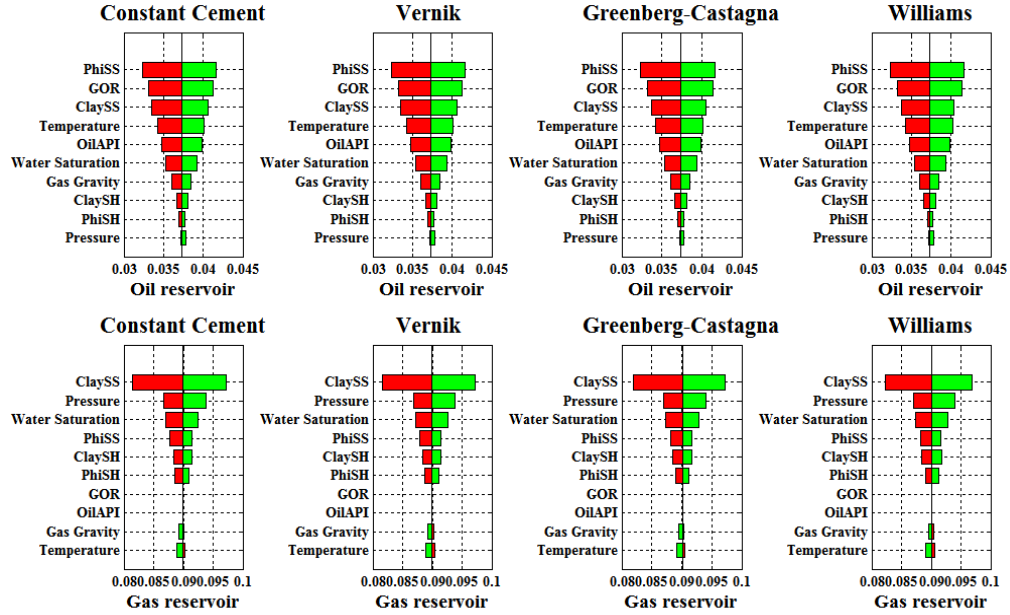 Constant Cement Vernik Greenberg-Castagna Williams
PhiSS PhiSS PhiSS PhiSS
GOR GOR GOR GOR
ClaySS ClaySS ClaySS ClaySS
Temperature Temperature Temperature Temperature
OilAPI OilAPI OilAPI OilAPI
Water Saturation Water Saturation Water Saturation Water Saturation
Gas Gravity Gas Gravity Gas Gravity Gas Gravity
ClaySH ClaySH ClaySH ClaySH
PhiSH PhiSH PhiSH PhiSH
Pressure Pressure Pressure Pressure
0.03 0.035 0.04 0.045 0.03 0.035 0.04 0.045 0.03 0.035 0.04 0.045 0.03 0.035 0.04 0.045
Oil reservoir Oil reservoir Oil reservoir Oil reservoir
Constant Cement Vernik Greenberg-Castagna Williams
ClaySS ClaySS ClaySS ClaySS
Pressure Pressure Pressure Pressure
Water Saturation Water Saturation Water Saturation Water Saturation
PhiSS PhiSS PhiSS PhiSS
ClaySH ClaySH ClaySH ClaySH
PhiSH PhiSH PhiSH PhiSH
GOR GOR GOR GOR
OilAPI OilAPI OilAPI OilAPI
Gas Gravity Gas Gravity Gas Gravity Gas Gravity
Temperature Temperature Temperature Temperature
0.080.0850.090.095 0.1 0.080.0850.090.095 0.1 0.080.0850.090.095 0.1 0.080.0850.090.095 0.1
Gas reservoir Gas reservoir Gas reservoir Gas reservoir